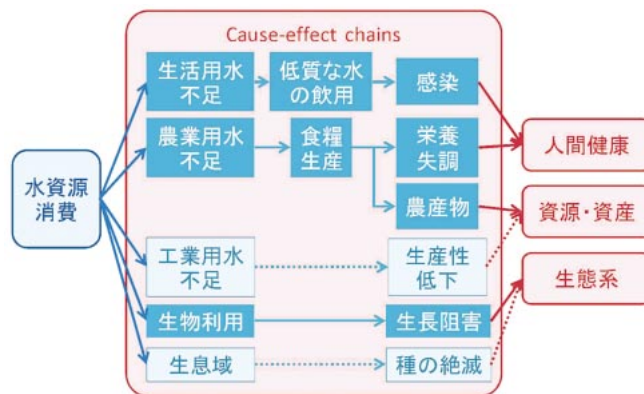 Cause-effect chains
水資源
消費
生活用水
不足
低質な水
の飲用
感染
農業用水
不足
食糧
生産
栄養
失調
農産物
工業用水
不足
生産性
低下
生物利用
生長阻害
生息域
種の絶滅
人間健康
資源・資産
生態系